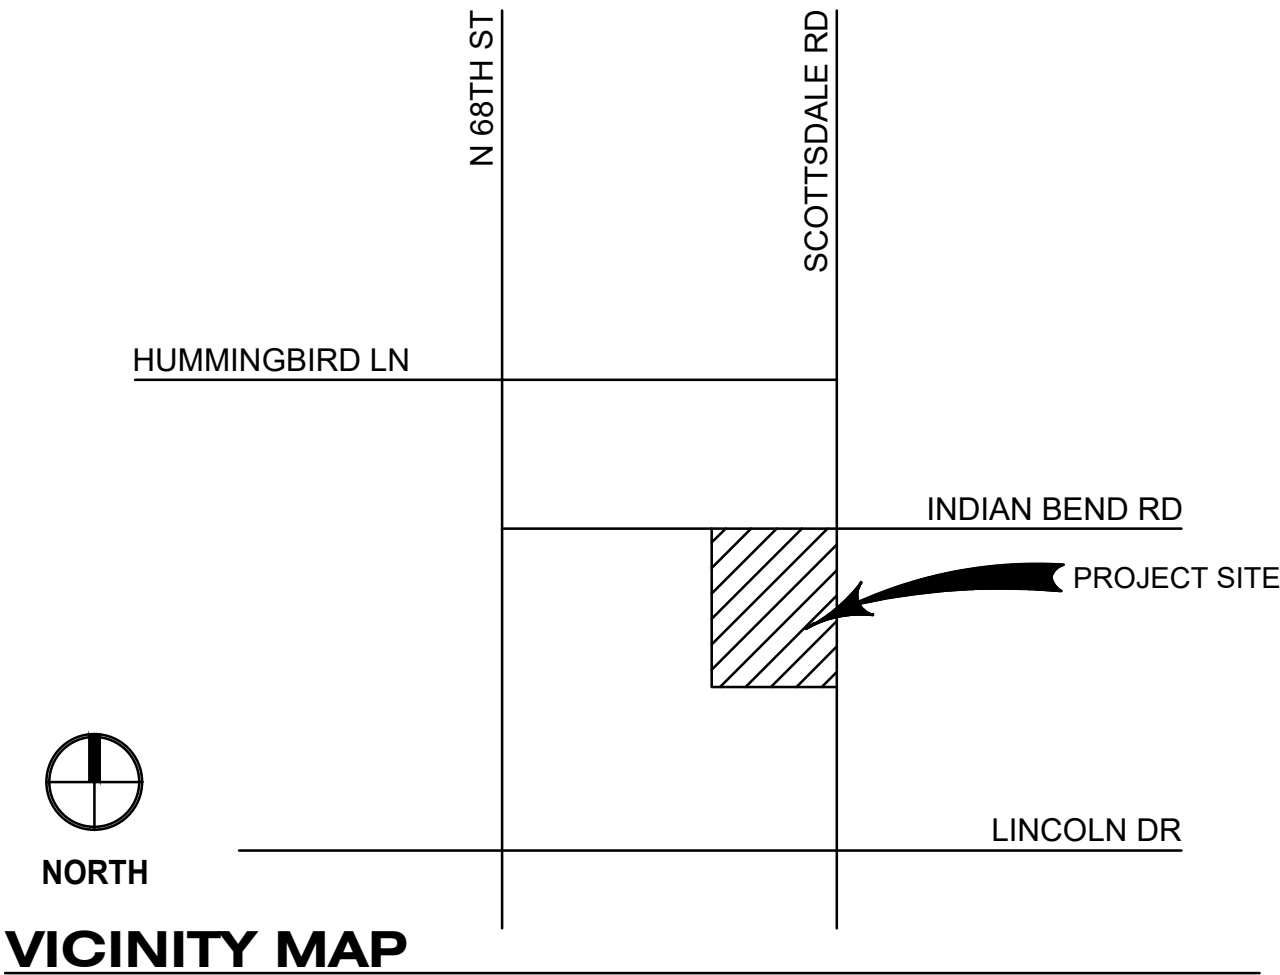 N 68TH ST
SCOTTSDALE RD
HUMMINGBIRD LN
INDIAN BEND RD
PROJECT SITE
LINCOLN DR
NORTH
VICINITY MAP